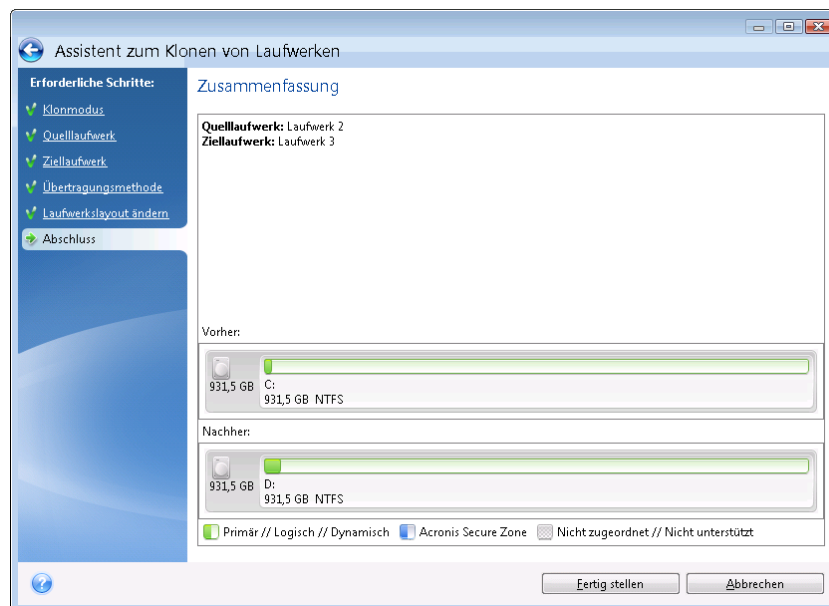 Assistent zum Klonen von Laufwerken
Erforderliche Schritte:
Klonmodus
Quelllaufwerk
Ziellaufwerk
Übertragungsmethode
Laufwerkslayout ändern
Abschluss
Zusammenfassung
Quelllaufwerk: Laufwerk 2
Ziellaufwerk: Laufwerk 3
Vorher:
931,5 GB
C:
931,5 GB NTFS
Nachher:
931,5 GB
D:
931,5 GB NTFS
Primär // Logisch // Dynamisch Acronis Secure Zone Nicht zugeordnet // Nicht unterstützt
? Fertig stellen Abbrechen